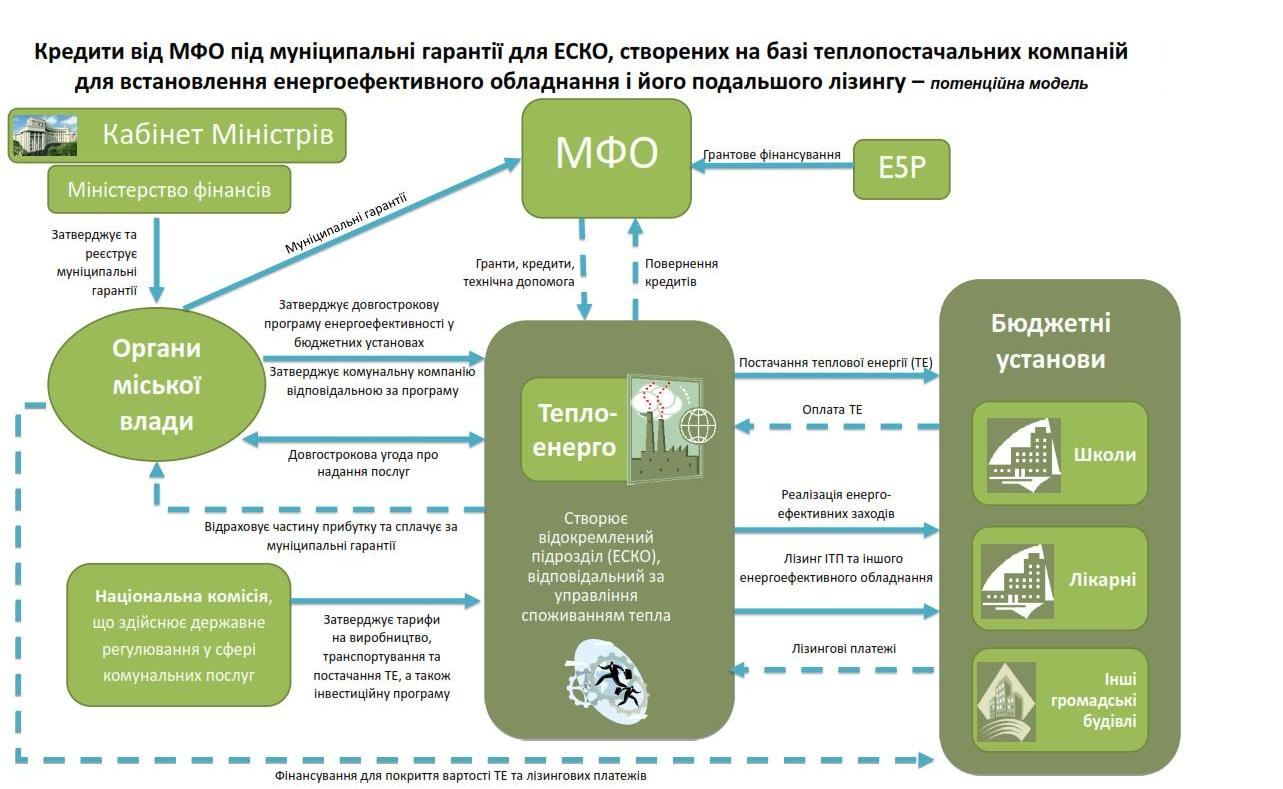 Кредити від МФО під муніципальні гарантії для ЕСКО, створених на базі теплопостачальних компаній
для встановлення енергоефективного обладнання і його подальшого лізингу – потенційна модель
Кабінет Міністрів
Міністерство фінансів
МФО
Грантове фінансування
E5P
Муніципальні гарантії
Затверджує та
реєструє
муніципальні
гарантії
Гранти, кредити,
технічна допомога
Повернення
кредитів
Органи
міської
влади
Затверджує довгострокову
програму енергоефективності у
бюджетних установах
Затверджує комунальну компанію
відповідальною за програму
Довгострокова угода про
надання послуг
Відраховує частину прибутку та сплачує за
муніципальні гарантії
Національна комісія,
що здійснює державне
регулювання у сфері
комунальних послуг
Затверджує тарифи
на виробництво,
транспортування та
постачання ТЕ, а також
інвестиційну програму
Тепло-
енерго
Створює
відокремлений
підрозділ (ЕСКО),
відповідальний за
управління
споживанням тепла
Постачання теплової енергії (ТЕ)
Оплата ТЕ
Реалізація енерго-
ефективних заходів
Лізинг ІТП та іншого
енергоефективного обладнання
Лізингові платежі
Бюджетні
установи
Школи
Лікарні
Інші
громадські
будівлі
Фінансування для покриття вартості ТЕ та лізингових платежів